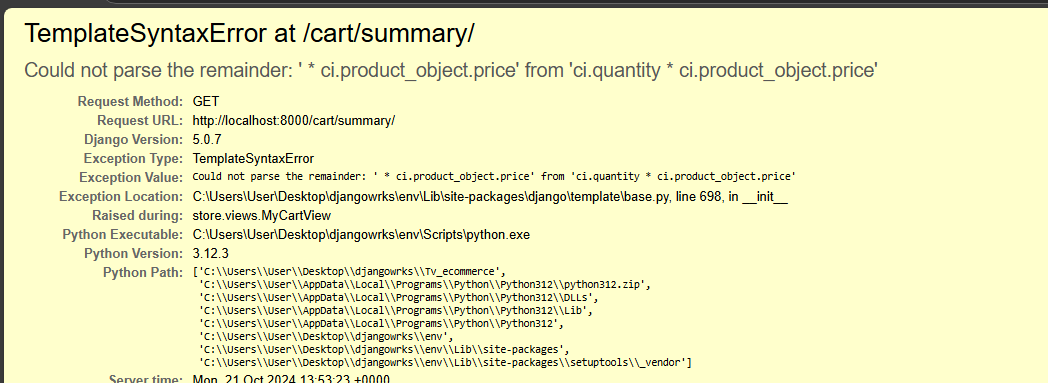 TemplateSyntaxError at /cart/summary/
Could not parse the remainder: ' * ci.product_object.price' from 'ci.quantity * ci.product_object.price'
Request Method: GET
Request URL: http://localhost:8000/cart/summary/
Django Version: 5.0.7
Exception Type: TemplateSyntaxError
Exception Value: Could not parse the remainder: ' * ci.product_object.price' from 'ci.quantity * ci.product_object.price'
Exception Location: C:\Users\User\Desktop\djangowrks\env\Lib\site-packages\django\template\base.py, line 698, in __init__
Raised during: store.views.MyCartView
Python Executable: C:\Users\User\Desktop\djangowrks\env\Scripts\python.exe
Python Version: 3.12.3
Python Path: ['C:\\Users\\User\\Desktop\\djangowrks\\Tv_ecommerce',
'C:\\Users\\User\\AppData\\Local\\Programs\\Python\\Python312\\python312.zip',
'C:\\Users\\User\\AppData\\Local\\Programs\\Python\\Python312\\DLLs',
'C:\\Users\\User\\AppData\\Local\\Programs\\Python\\Python312\\Lib',
'C:\\Users\\User\\AppData\\Local\\Programs\\Python\\Python312',
'C:\\Users\\User\\Desktop\\djangowrks\\env',
'C:\\Users\\User\\Desktop\\djangowrks\\env\\Lib\\site-packages',
'C:\\Users\\User\\Desktop\\djangowrks\\env\\Lib\\site-packages\\setuptools\\_vendor']
Server time: Mon, 21 Oct 2024 13:53:23 +0000